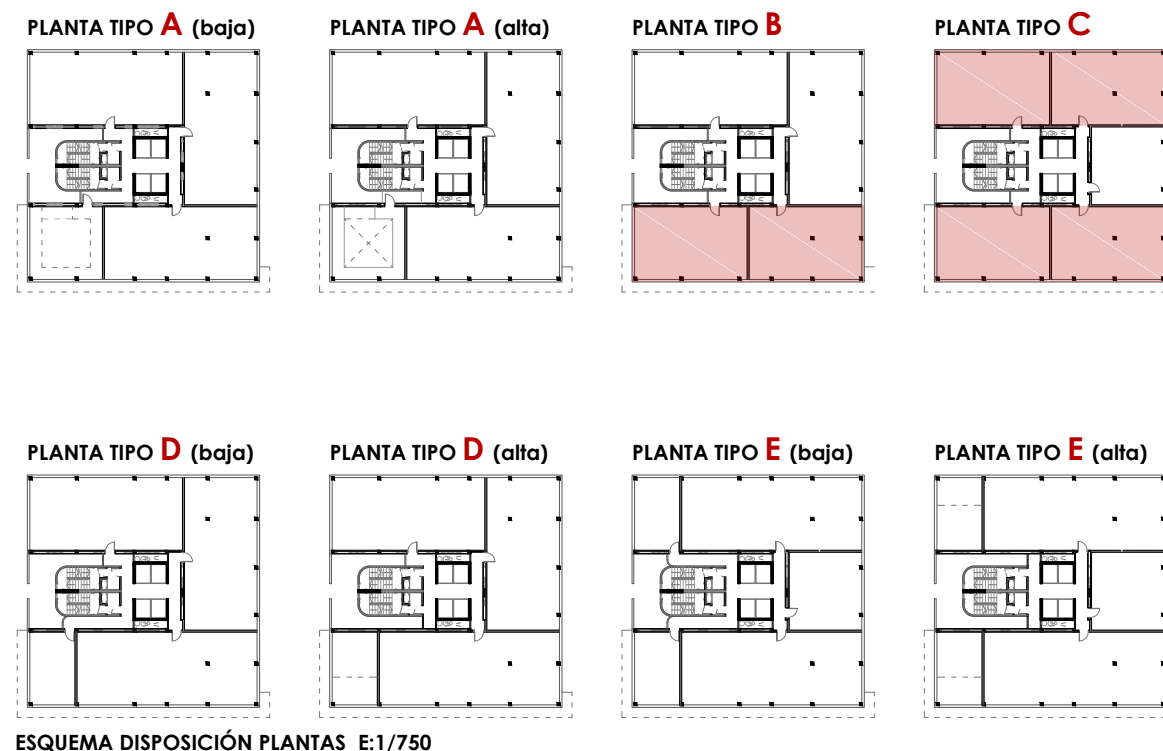 PLANTA TIPO A (baja)
PLANTA TIPO A (alta)
PLANTA TIPO B
PLANTA TIPO C
PLANTA TIPO D (baja)
PLANTA TIPO D (alta)
PLANTA TIPO E (baja)
PLANTA TIPO E (alta)
ESQUEMA DISPOSICIÓN PLANTAS E:1/750